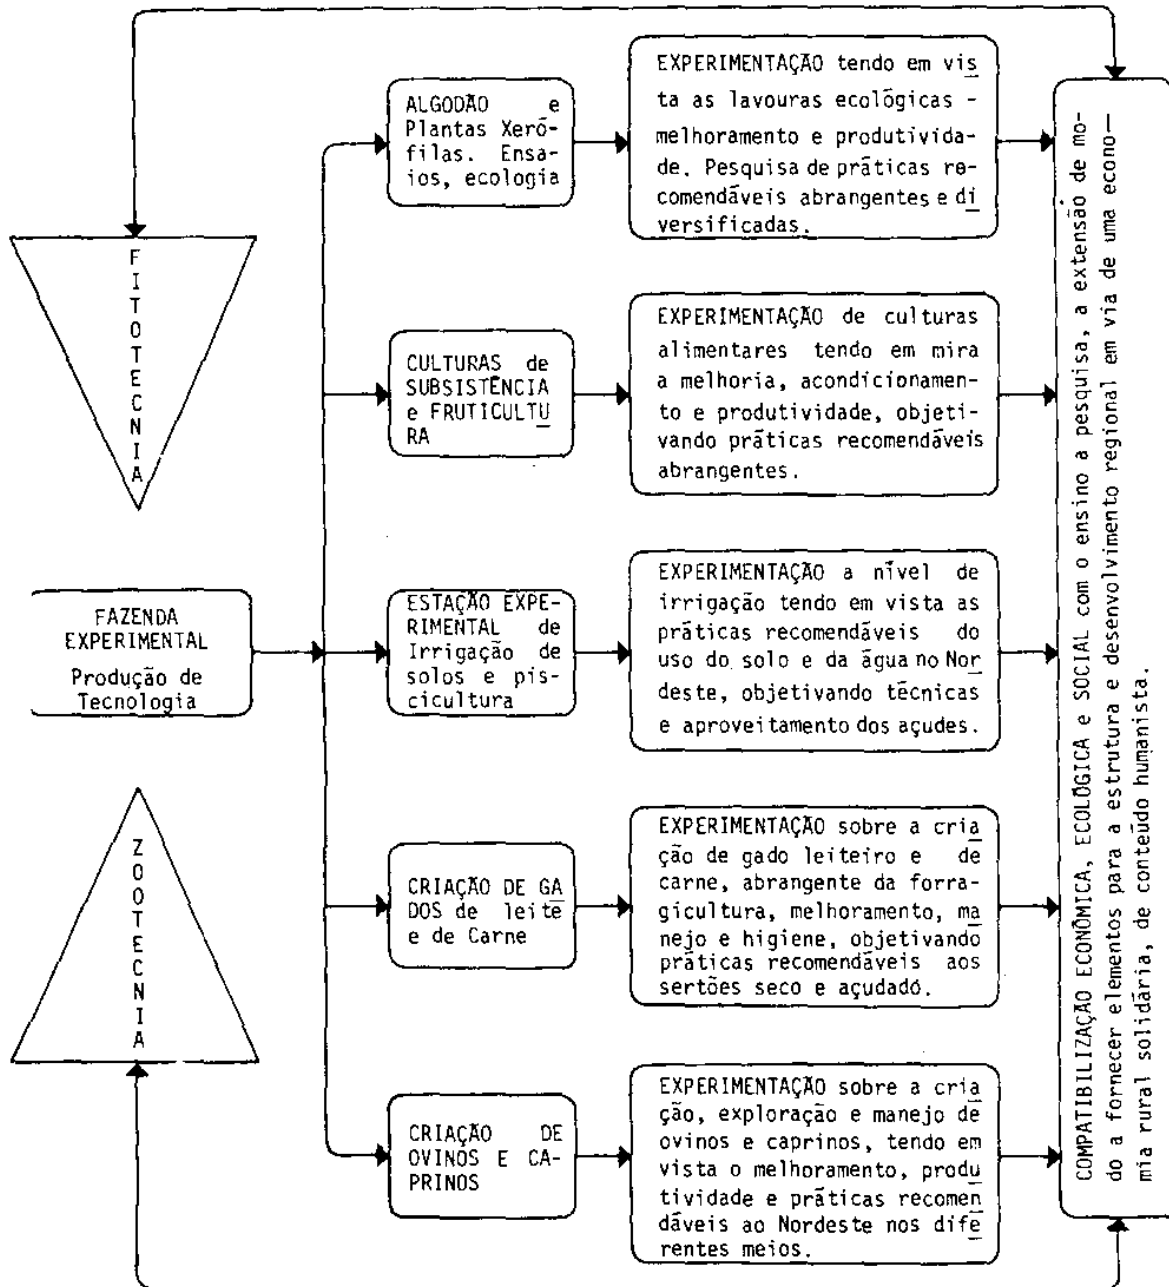 ALGODÃO e
Plantas Xeró-
filas. Ensa-
ios, ecologia
EXPERIMENTAÇÃO tendo em vis
ta as lavouras ecológicas -
melhoramento e produtivida-
de. Pesquisa de práticas re-
comendáveis abrangentes e di
versificadas.
FITOTECNIA
CULTURAS de
SUBSISTÊNCIA
e FRUTICULTU
RA
EXPERIMENTAÇÃO de culturas
alimentares tendo em mira
a melhoria, acondicionamen-
to e produtividade, objeti-
vando práticas recomendáveis
abrangentes.
FAZENDA
EXPERIMENTAL
Produção de
Tecnologia
ESTAÇÃO EXPE-
RIMENTAL de
Irrigação de
solos e pis-
cicultura
EXPERIMENTAÇÃO a nível de
irrigação tendo em vista as
práticas recomendáveis do
uso do solo e da água no Nor
deste, objetivando técnicas
e aproveitamento dos açudes.
ZOOTECNIA
CRIAÇÃO DE GA
DOS de leite
e de Carne
EXPERIMENTAÇÃO sobre a cria
ção de gado leiteiro e de
carne, abrangente da forra-
gicultura, melhoramento, ma
nejo e higiene, objetivando
práticas recomendáveis aos
sertões seco e açudado.
CRIAÇÃO DE
OVINOS E CA-
PRINOS
EXPERIMENTAÇÃO sobre a cria
ção, exploração e manejo de
ovinos e caprinos, tendo em
vista o melhoramento, produ
tividade e práticas recomen
dáveis ao Nordeste nos dife
rentes meios.
COMPATIBILIZAÇÃO ECONÔMICA, ECOLÓGICA e SOCIAL com o ensino a pesquisa, a extensão de mo-
do a fornecer elementos para a estrutura e desenvolvimento regional em via de uma econo—
mia rural solidária, de conteúdo humanista.